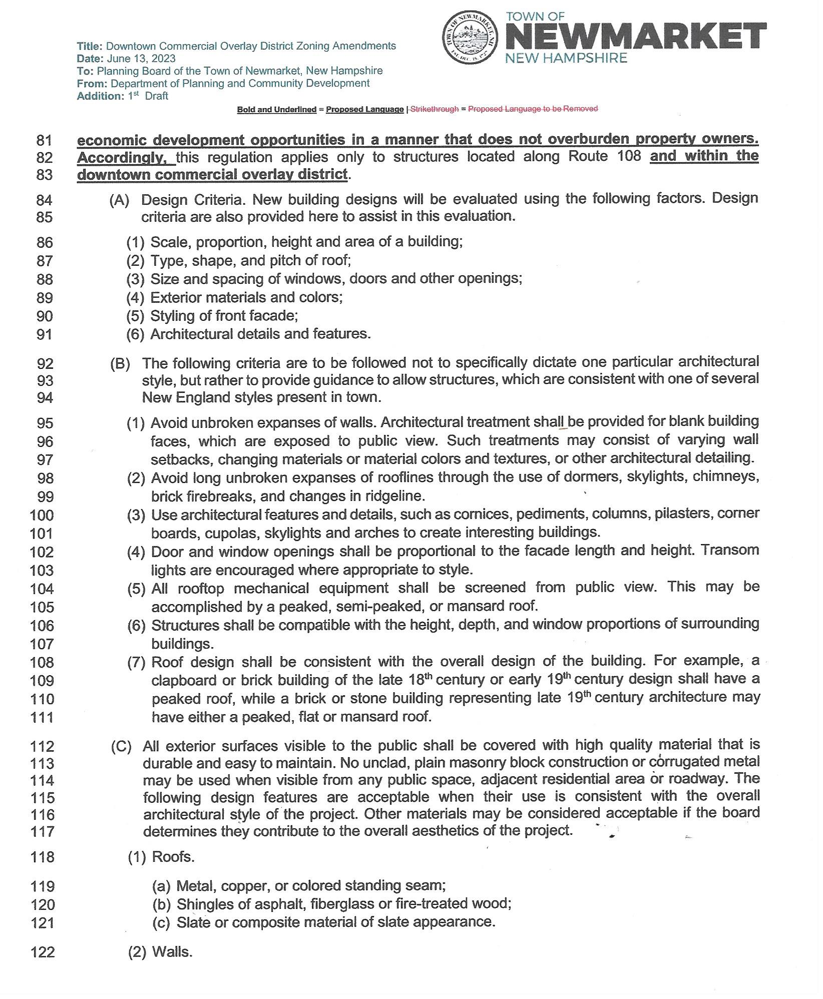 TOWN OF
NEWMARKET
NEW HAMPSHIRE
TOWN OF NEWMARKET, NH
Title: Downtown Commercial Overlay District Zoning Amendments
Date: June 13, 2023
To: Planning Board of the Town of Newmarket, New Hampshire
From: Department of Planning and Community Development
Addition: 1st Draft
Bold and Underlined = Proposed Language | Strikethrough = Proposed Language to be Removed
81 economic development opportunities in a manner that does not overburden property owners.
82 Accordingly, this regulation applies only to structures located along Route 108 and within the
83 downtown commercial overlay district.
84 (A) Design Criteria. New building designs will be evaluated using the following factors. Design
85 criteria are also provided here to assist in this evaluation.
86 (1) Scale, proportion, height and area of a building;
87 (2) Type, shape, and pitch of roof;
88 (3) Size and spacing of windows, doors and other openings;
89 (4) Exterior materials and colors;
90 (5) Styling of front facade;
91 (6) Architectural details and features.
92 (B) The following criteria are to be followed not to specifically dictate one particular architectural
93 style, but rather to provide guidance to allow structures, which are consistent with one of several
94 New England styles present in town.
95 (1) Avoid unbroken expanses of walls. Architectural treatment shall be provided for blank building
96 faces, which are exposed to public view. Such treatments may consist of varying wall
97 setbacks, changing materials or material colors and textures, or other architectural detailing.
98 (2) Avoid long unbroken expanses of rooflines through the use of dormers, skylights, chimneys,
99 brick firebreaks, and changes in ridgeline.
100 (3) Use architectural features and details, such as cornices, pediments, columns, pilasters, corner
101 boards, cupolas, skylights and arches to create interesting buildings.
102 (4) Door and window openings shall be proportional to the facade length and height. Transom
103 lights are encouraged where appropriate to style.
104 (5) All rooftop mechanical equipment shall be screened from public view. This may be
105 accomplished by a peaked, semi-peaked, or mansard roof.
106 (6) Structures shall be compatible with the height, depth, and window proportions of surrounding
107 buildings.
108 (7) Roof design shall be consistent with the overall design of the building. For example, a
109 clapboard or brick building of the late 18th century or early 19th century design shall have a
110 peaked roof, while a brick or stone building representing late 19th century architecture may
111 have either a peaked, flat or mansard roof.
112 (C) All exterior surfaces visible to the public shall be covered with high quality material that is
113 durable and easy to maintain. No unclad, plain masonry block construction or corrugated metal
114 may be used when visible from any public space, adjacent residential area or roadway. The
115 following design features are acceptable when their use is consistent with the overall
116 architectural style of the project. Other materials may be considered acceptable if the board
117 determines they contribute to the overall aesthetics of the project.
118 (1) Roofs.
119 (a) Metal, copper, or colored standing seam;
120 (b) Shingles of asphalt, fiberglass or fire-treated wood;
121 (c) Slate or composite material of slate appearance.
122 (2) Walls.